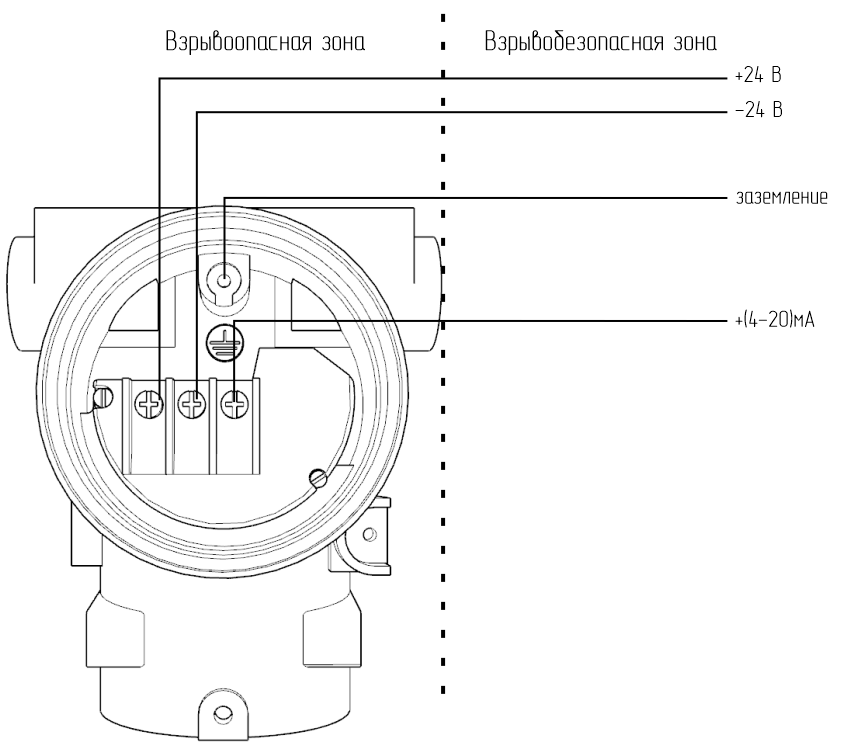 Взрывоопасная зона
Взрывобезопасная зона
+24 В
−24 В
заземление
+(4−20)мА